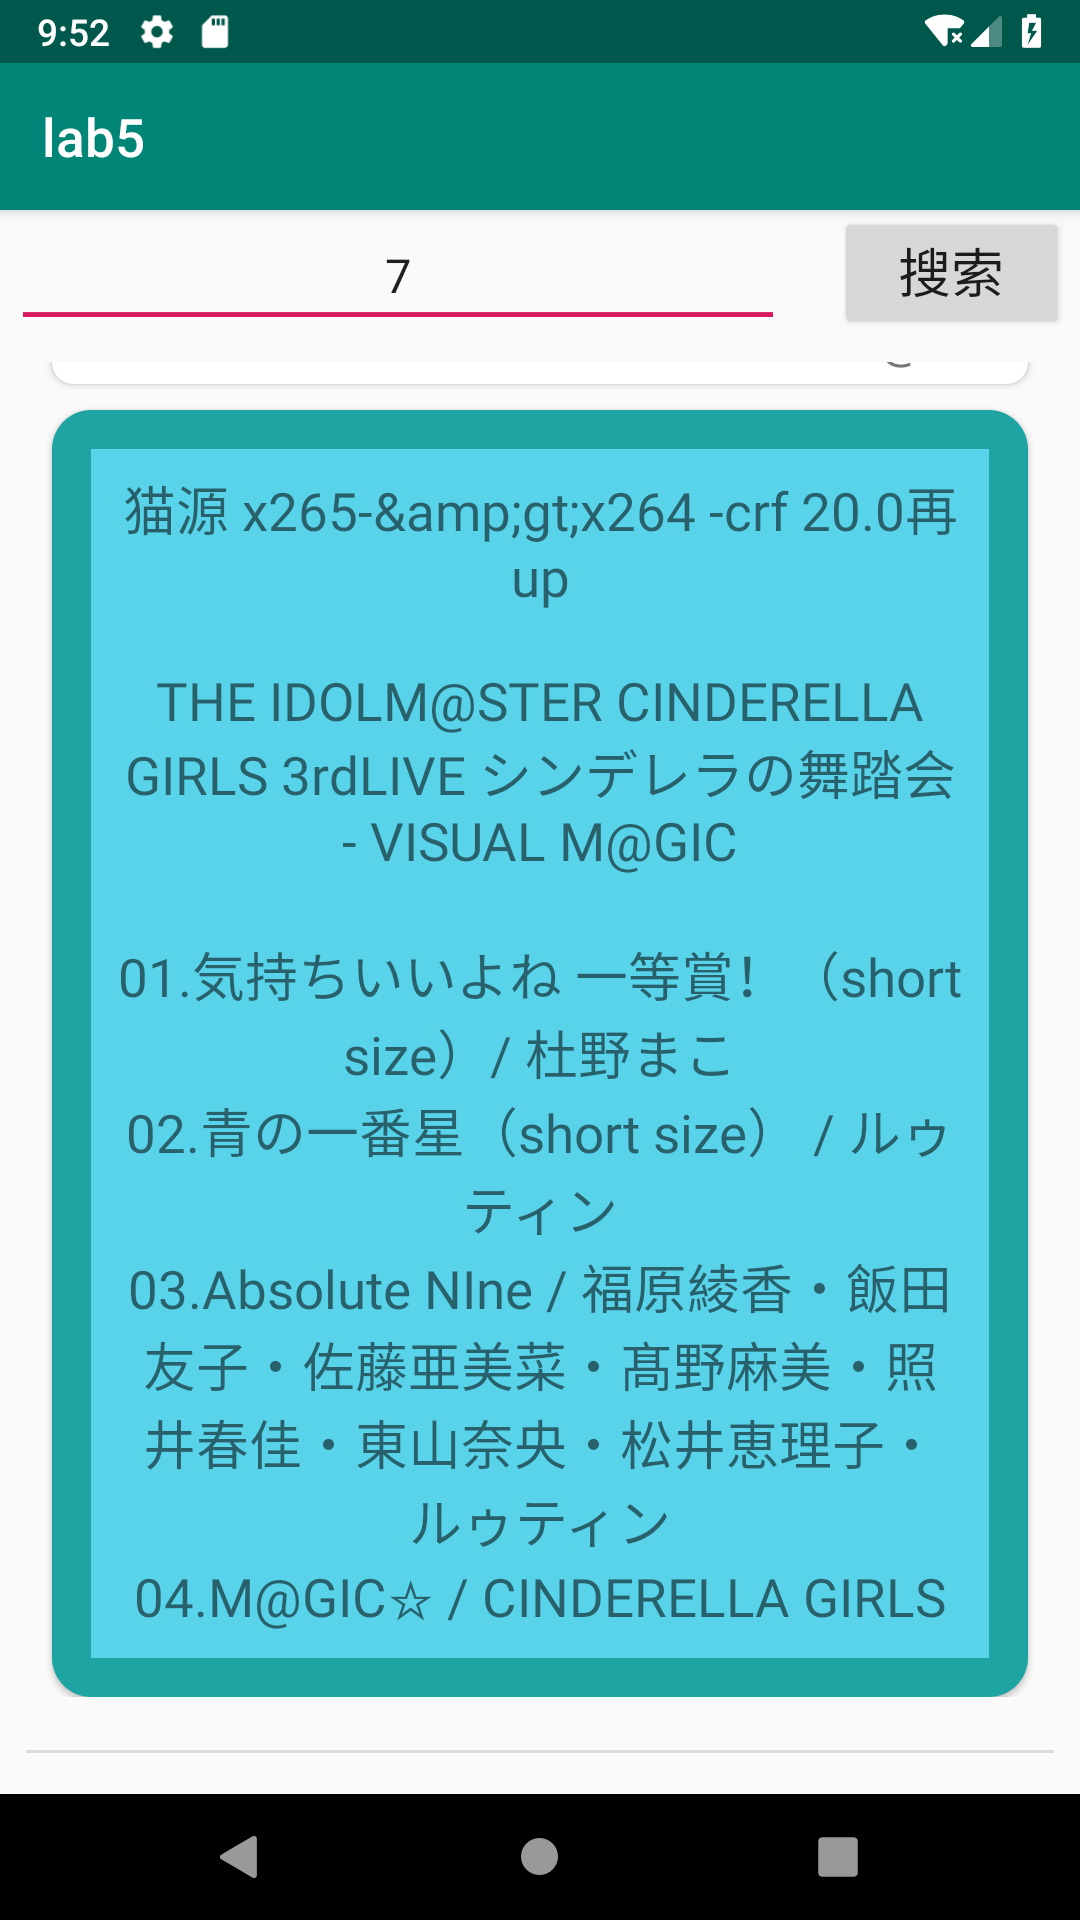 9:52
lab5
7
搜索
猫源 x265-&amp;gt;x264 -crf 20.0再
up
THE IDOLM@STER CINDERELLA
GIRLS 3rdLIVE シンデレラの舞踏会
- VISUAL M@GIC
01.気持ちいいよね 一等賞！（short
size）/ 杜野まこ
02.青の一番星（short size） / ルゥ
ティン
03.Absolute NIne / 福原綾香・飯田
友子・佐藤亜美菜・髙野麻美・照
井春佳・東山奈央・松井恵理子・
ルゥティン
04.M@GIC☆ / CINDERELLA GIRLS